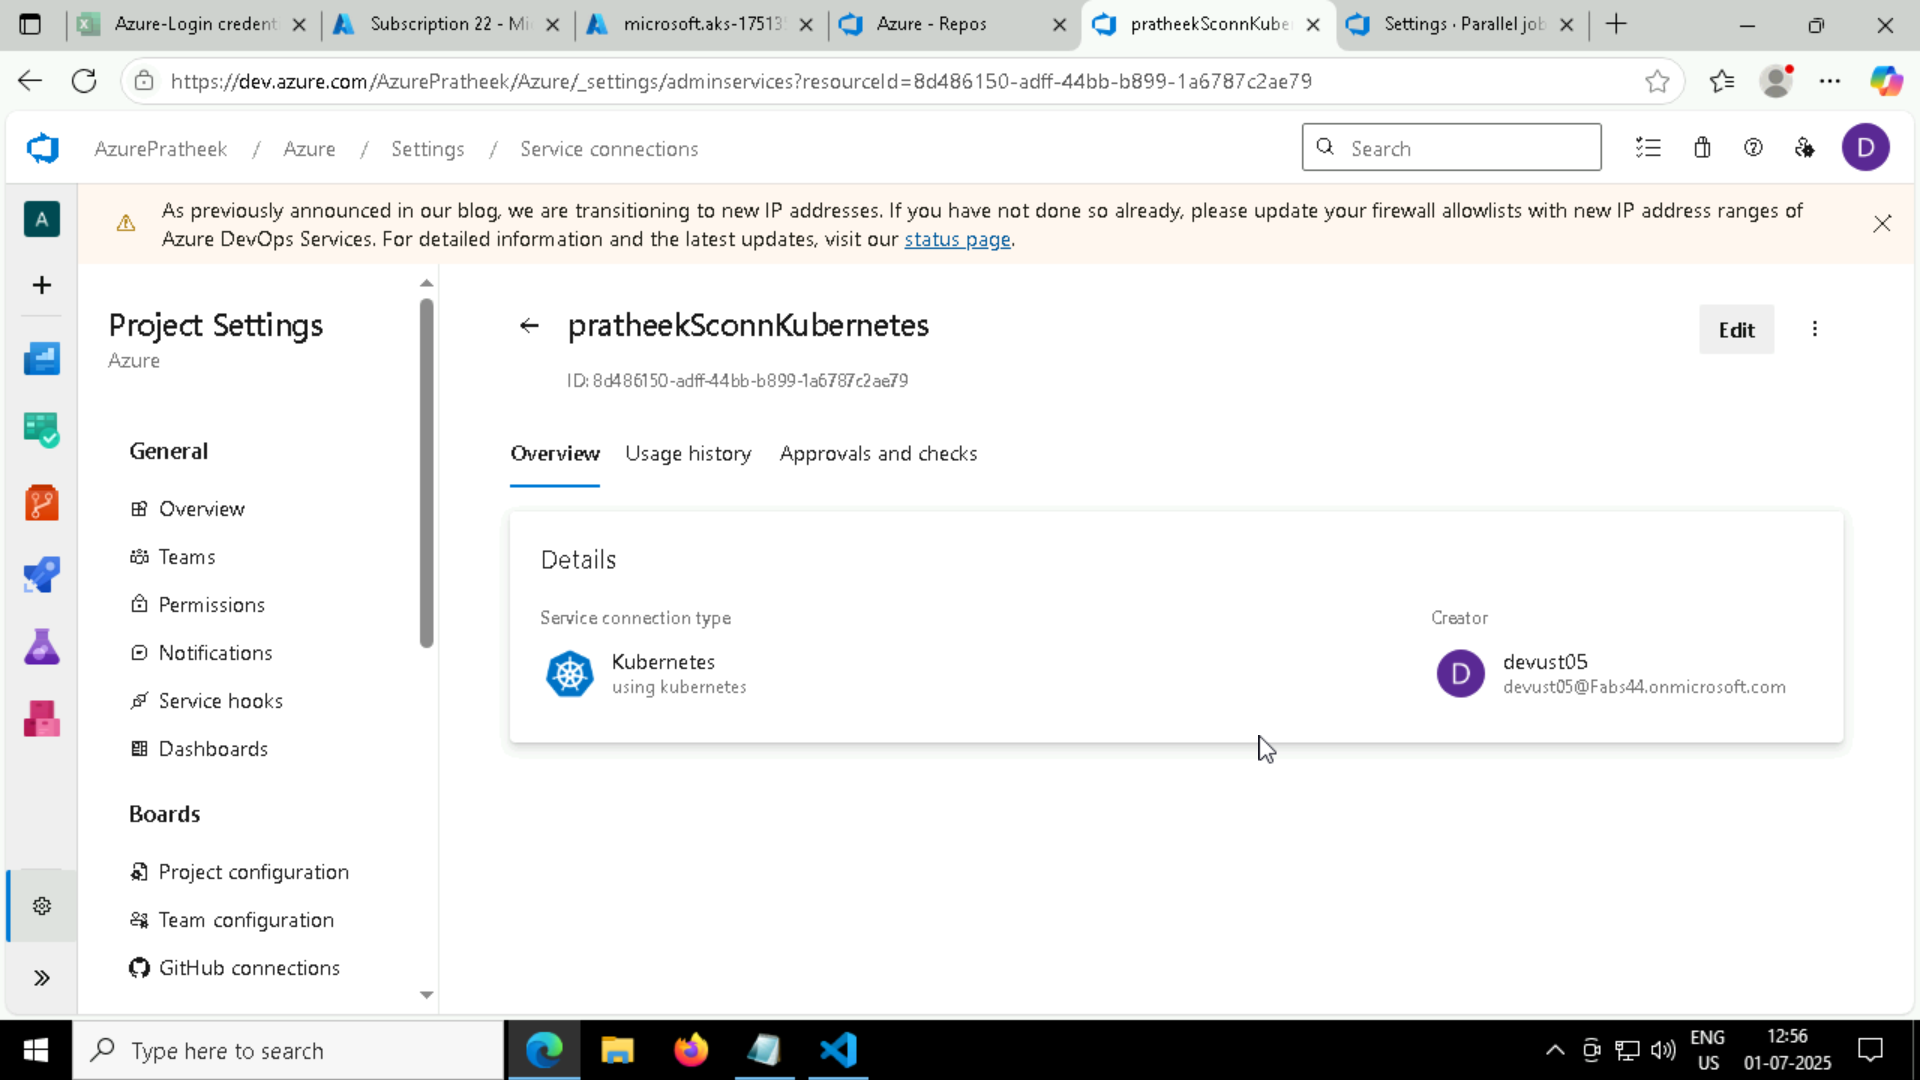 Azure-Login credent
Subscription 22 - Mi
microsoft.aks-17513
Azure - Repos
pratheekSconnKuber
Settings · Parallel job
https://dev.azure.com/AzurePratheek/Azure/_settings/adminservices?resourceId=8d486150-adff-44bb-b899-1a6787c2ae79
AzurePratheek / Azure / Settings / Service connections
Search
D
A
As previously announced in our blog, we are transitioning to new IP addresses. If you have not done so already, please update your firewall allowlists with new IP address ranges of
Azure DevOps Services. For detailed information and the latest updates, visit our status page.
Project Settings
Azure
General
Overview
Teams
Permissions
Notifications
Service hooks
Dashboards
Boards
Project configuration
Team configuration
GitHub connections
pratheekSconnKubernetes
Edit
ID: 8d486150-adff-44bb-b899-1a6787c2ae79
Overview
Usage history
Approvals and checks
Details
Service connection type
Kubernetes
using kubernetes
Creator
D
devust05
devust05@Fabs44.onmicrosoft.com
Type here to search
ENG
US
12:56
01-07-2025